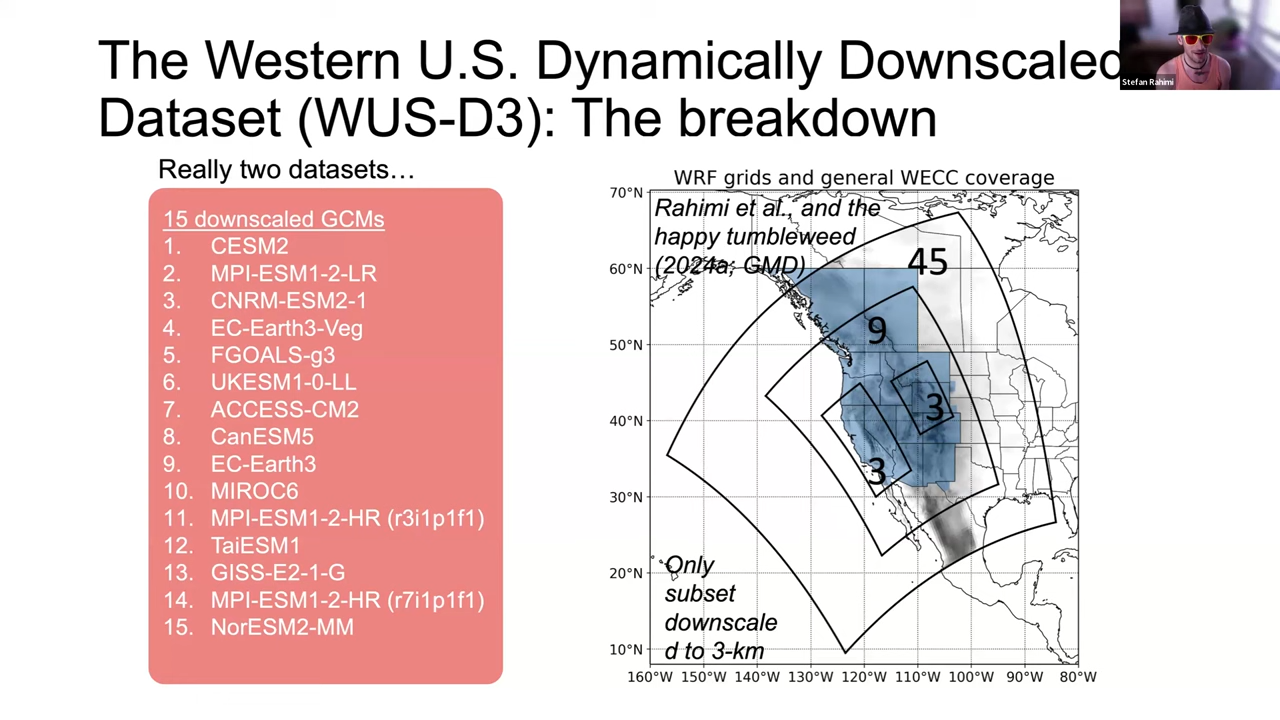 The Western U.S. Dynamically Downscaled
Dataset (WUS-D3): The breakdown
Stefan Rahimi
Really two datasets…
15 downscaled GCMs
1. CESM2
2. MPI-ESM1-2-LR
3. CNRM-ESM2-1
4. EC-Earth3-Veg
5. FGOALS-g3
6. UKESM1-0-LL
7. ACCESS-CM2
8. CanESM5
9. EC-Earth3
10. MIROC6
11. MPI-ESM1-2-HR (r3i1p1f1)
12. TaiESM1
13. GISS-E2-1-G
14. MPI-ESM1-2-HR (r7i1p1f1)
15. NorESM2-MM
WRF grids and general WECC coverage
Rahimi et al., and the
happy tumbleweed
(2024a; GMD)
45
9
3
3
Only
subset
downscale
d to 3-km
70°N
60°N
50°N
40°N
30°N
20°N
10°N
160°W 150°W 140°W 130°W 120°W 110°W 100°W 90°W 80°W